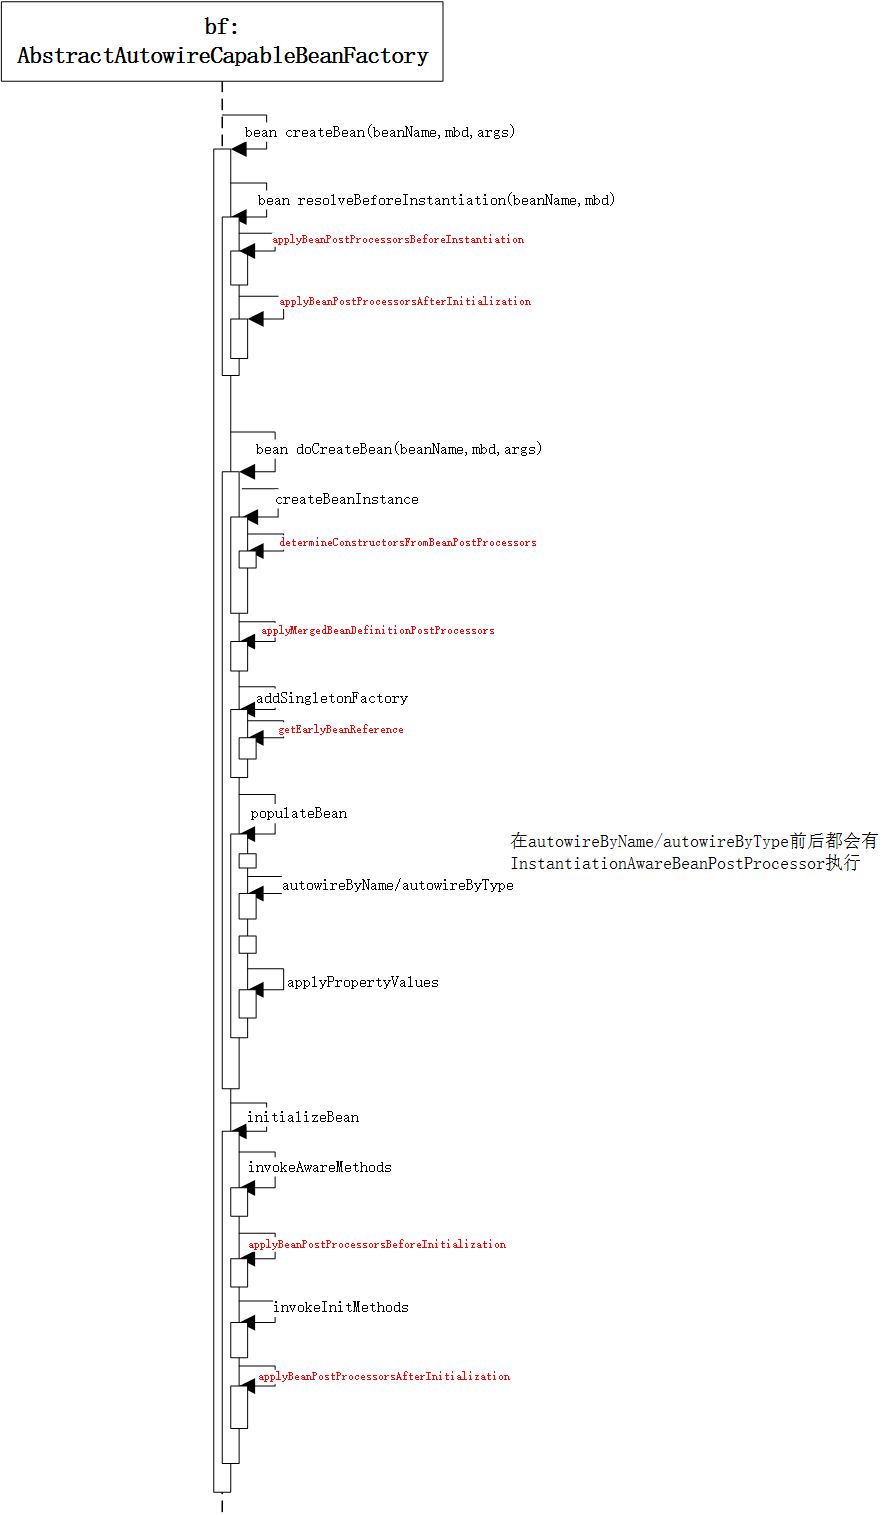 bf:
AbstractAutowireCapableBeanFactory
bean createBean(beanName,mbd,args)
bean resolveBeforeInstantiation(beanName,mbd)
applyBeanPostProcessorsBeforeInstantiation
applyBeanPostProcessorsAfterInitialization
bean doCreateBean(beanName,mbd,args)
createBeanInstance
determineConstructorsFromBeanPostProcessors
applyMergedBeanDefinitionPostProcessors
addSingletonFactory
getEarlyBeanReference
populateBean
在autowireByName/autowireByType前后都会有
InstantiationAwareBeanPostProcessor执行
autowireByName/autowireByType
applyPropertyValues
initializeBean
invokeAwareMethods
applyBeanPostProcessorsBeforeInitialization
invokeInitMethods
applyBeanPostProcessorsAfterInitialization